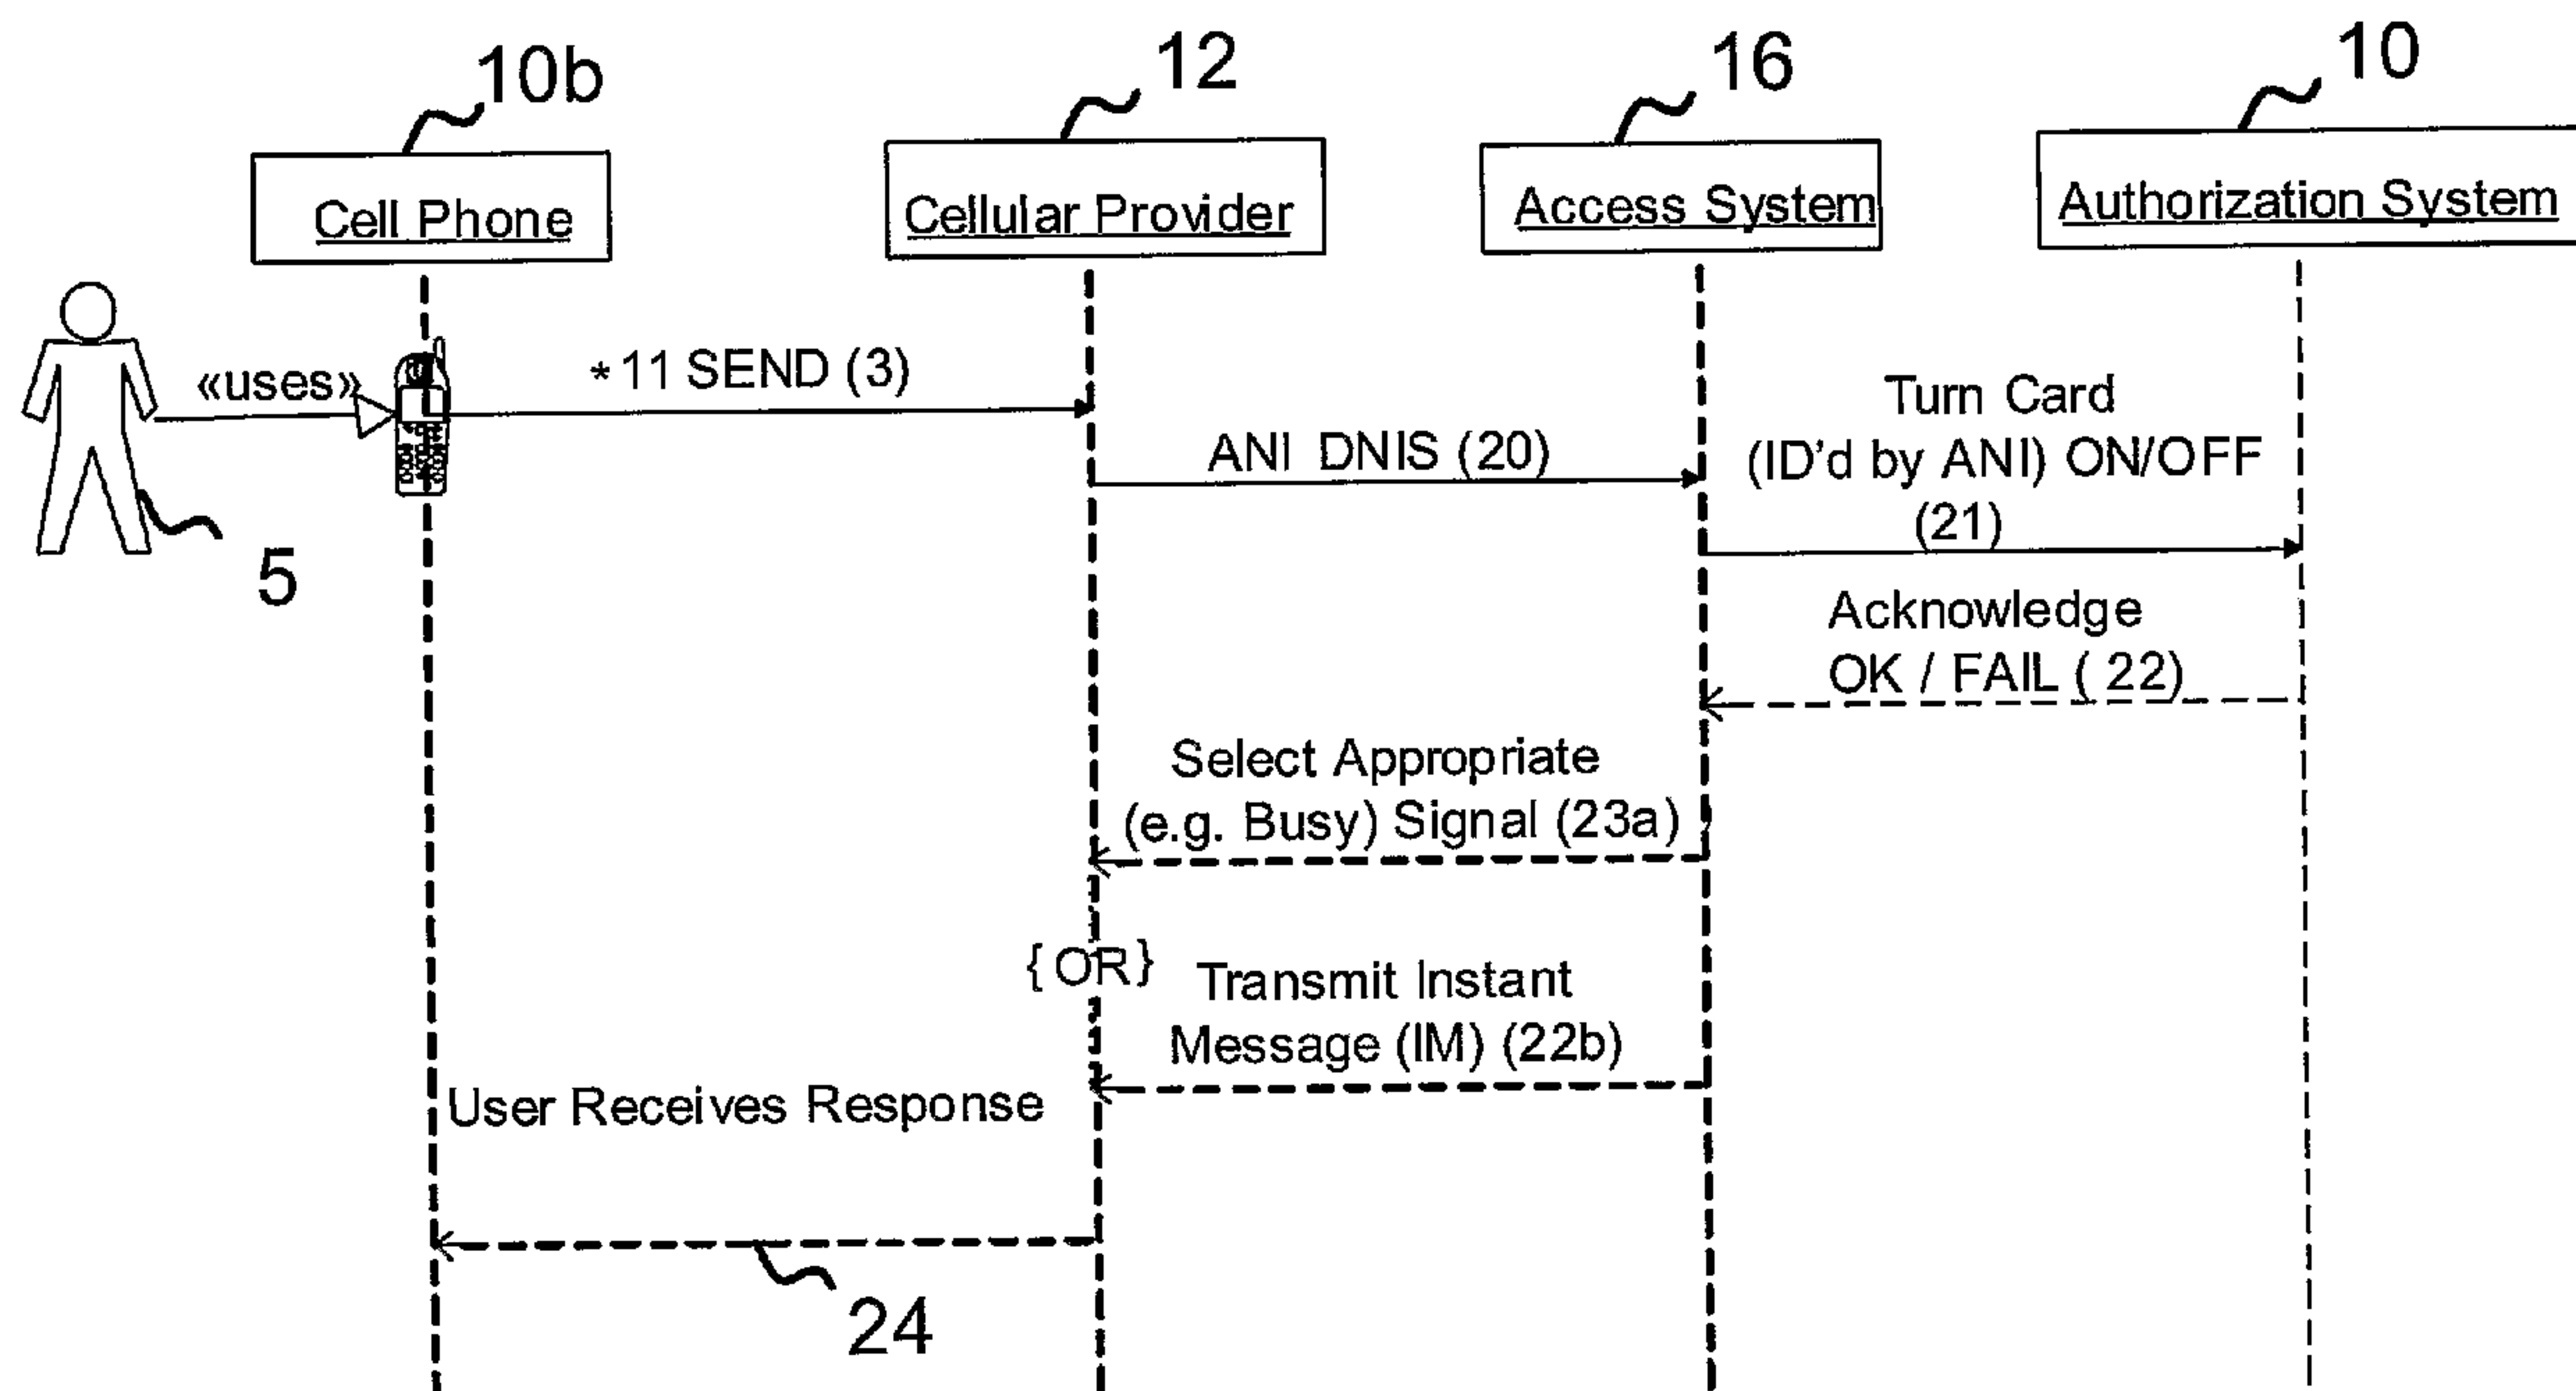 10b
12
16
10
Cell Phone
Cellular Provider
Access System
Authorization System
«uses»
*11 SEND (3)
ANI DNIS (20)
Turn Card
(ID'd by ANI) ON/OFF
(21)
5
Acknowledge
OK / FAIL ( 22)
Select Appropriate
(e.g. Busy) Signal (23a)
{OR}
Transmit Instant
Message (IM) (22b)
User Receives Response
24